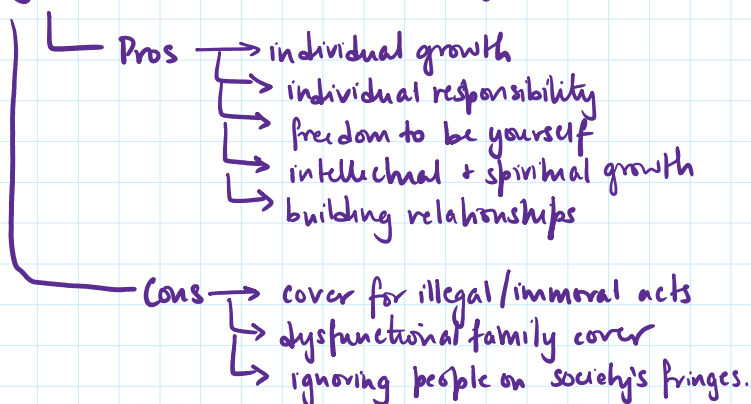 Pros → individual growth
→ individual responsibility
→ freedom to be yourself
→ intellectual + spiritual growth
→ building relationships
Cons → cover for illegal/immoral acts
→ dysfunctional family cover
→ ignoring people on society's fringes.